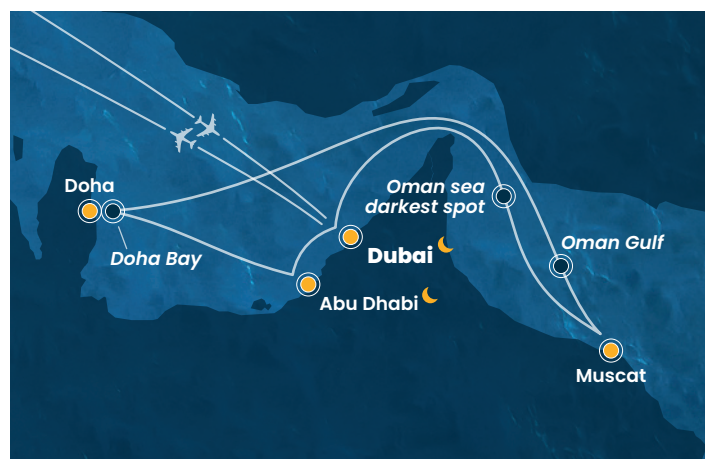 Doha
Doha Bay
Oman sea
darkest spot
Oman Gulf
Dubai
Abu Dhabi
Muscat